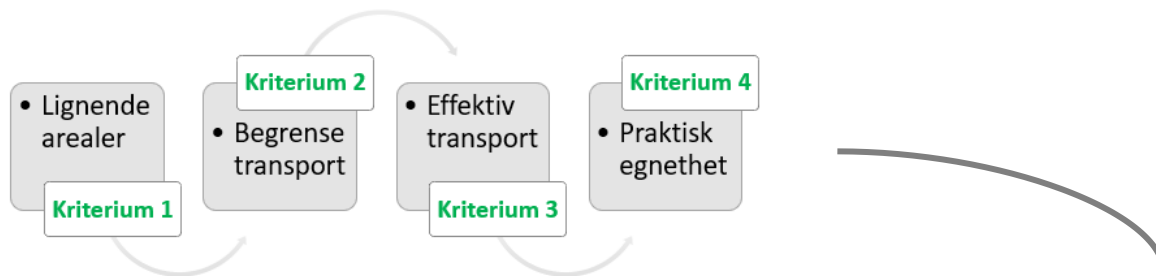 • Lignende
arealer
Kriterium 1
Kriterium 2
• Begrense
transport
• Effektiv
transport
Kriterium 3
Kriterium 4
• Praktisk
egnethet